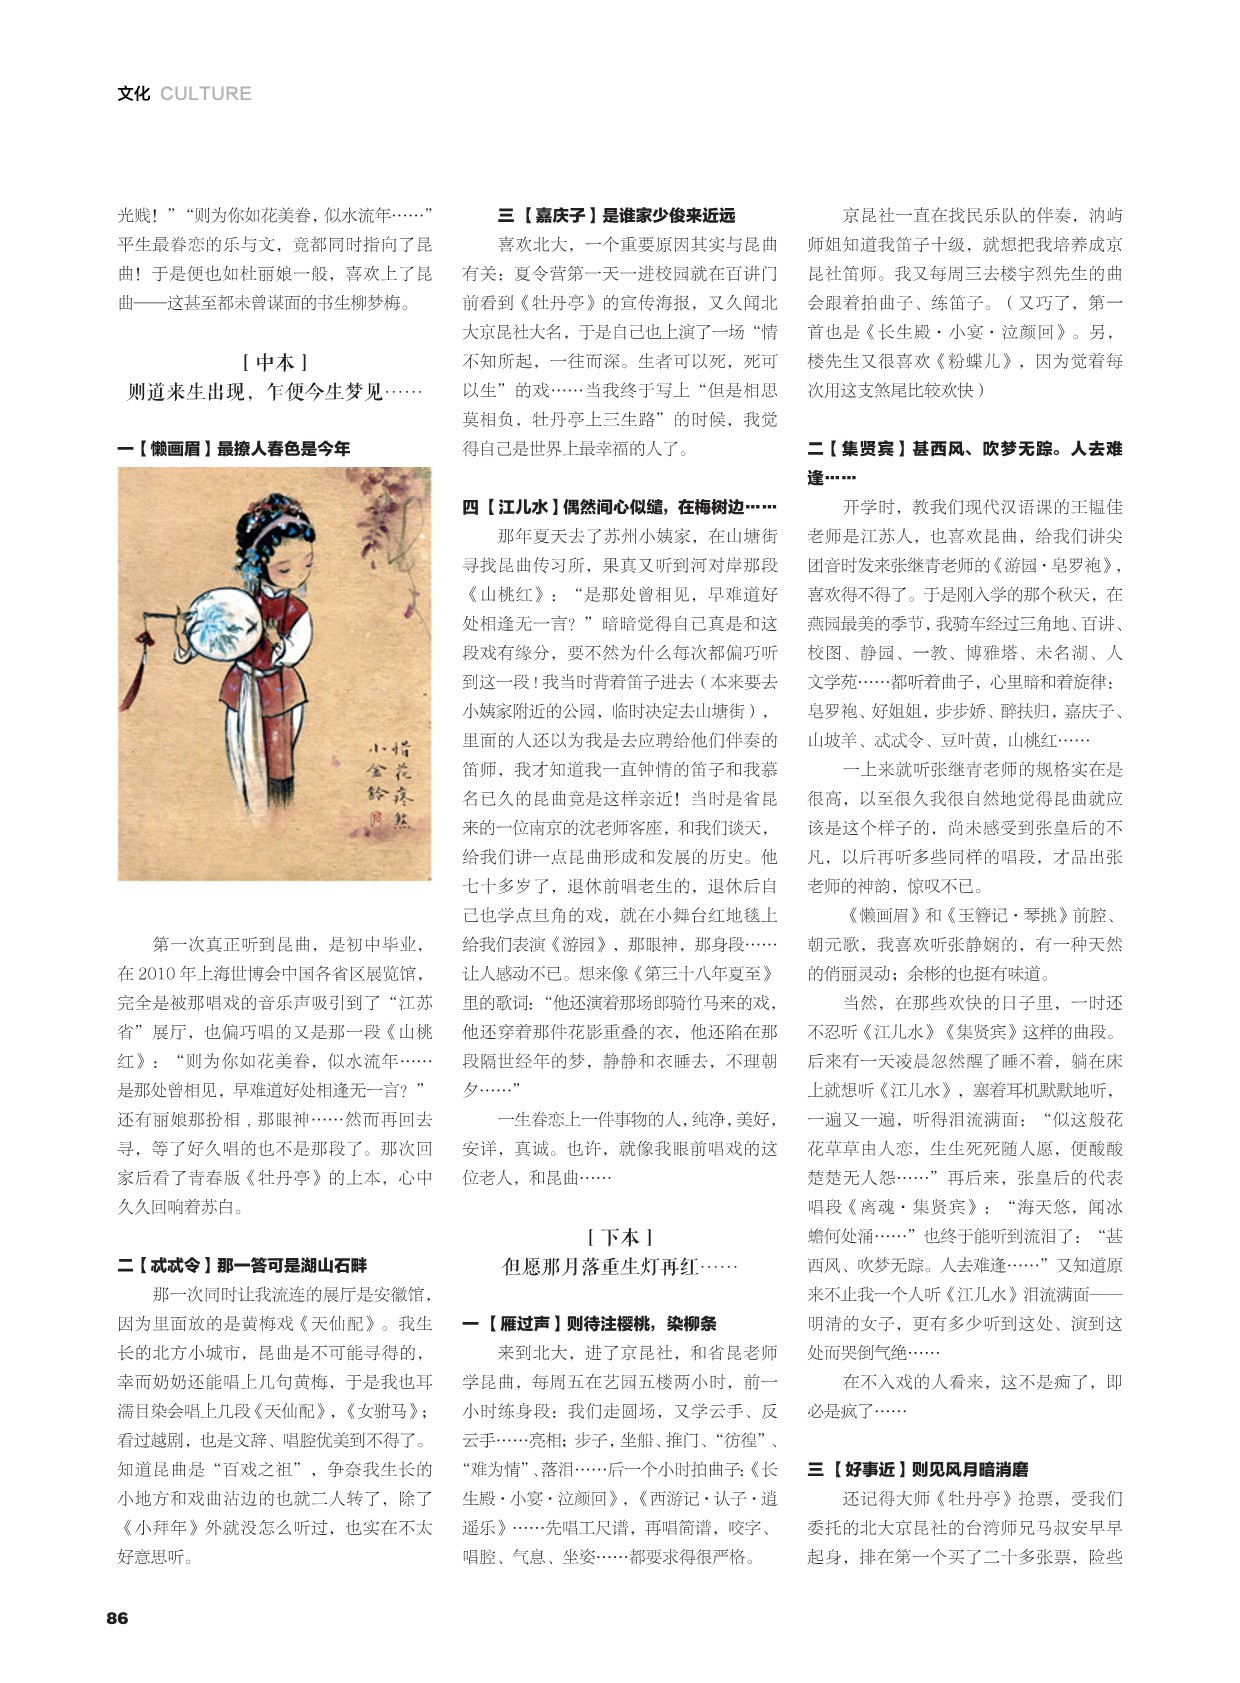 文化 CULTURE
光贱！”“则为你如花美眷，似水流年……”
平生最眷恋的乐与文，竟都同时指向了昆
曲！于是便也如杜丽娘一般，喜欢上了昆
曲——这甚至都未曾谋面的书生柳梦梅。
［中本］
则道来生出现，乍便今生梦见……
一【懒画眉】最撩人春色是今年
惜花疼煞
小金铃
第一次真正听到昆曲，是初中毕业，
在 2010 年上海世博会中国各省区展览馆，
完全是被那唱戏的音乐声吸引到了“江苏
省”展厅，也偏巧唱的又是那一段《山桃
红》：“则为你如花美眷，似水流年……
是那处曾相见，早难道好处相逢无一言？”
还有丽娘那扮相，那眼神……然而再回去
寻，等了好久唱的也不是那段了。那次回
家后看了青春版《牡丹亭》的上本，心中
久久回响着苏白。
二【忒忒令】那一答可是湖山石畔
那一次同时让我流连的展厅是安徽馆，
因为里面放的是黄梅戏《天仙配》。我生
长的北方小城市，昆曲是不可能寻得的，
幸而奶奶还能唱上几句黄梅，于是我也耳
濡目染会唱上几段《天仙配》，《女驸马》；
看过越剧，也是文辞、唱腔优美到不得了。
知道昆曲是“百戏之祖”，争奈我生长的
小地方和戏曲沾边的也就二人转了，除了
《小拜年》外就没怎么听过，也实在不太
好意思听。
三【嘉庆子】是谁家少俊来近远
喜欢北大，一个重要原因其实与昆曲
有关；夏令营第一天一进校园就在百讲门
前看到《牡丹亭》的宣传海报，又久闻北
大京昆社大名，于是自己也上演了一场“情
不知所起，一往而深。生者可以死，死可
以生”的戏……当我终于写上“但是相思
莫相负，牡丹亭上三生路”的时候，我觉
得自己是世界上最幸福的人了。
四【江儿水】偶然间心似缱，在梅树边……
那年夏天去了苏州小姨家，在山塘街
寻找昆曲传习所，果真又听到河对岸那段
《山桃红》：“是那处曾相见，早难道好
处相逢无一言？”暗暗觉得自己真是和这
段戏有缘分，要不然为什么每次都偏巧听
到这一段！我当时背着笛子进去（本来要去
小姨家附近的公园，临时决定去山塘街），
里面的人还以为我是去应聘给他们伴奏的
笛师，我才知道我一直钟情的笛子和我慕
名已久的昆曲竟是这样亲近！当时是省昆
来的一位南京的沈老师客座，和我们谈天，
给我们讲一点昆曲形成和发展的历史。他
七十多岁了，退休前唱老生的，退休后自
己也学点旦角的戏，就在小舞台红地毯上
给我们表演《游园》，那眼神，那身段……
让人感动不已。想来像《第三十八年夏至》
里的歌词：“他还演着那场郎骑竹马来的戏，
他还穿着那件花影重叠的衣，他还陷在那
段隔世经年的梦，静静和衣睡去，不理朝
夕……”
一生眷恋上一件事物的人，纯净，美好，
安详，真诚。也许，就像我眼前唱戏的这
位老人，和昆曲……
［下本］
但愿那月落重生灯再红……
一【雁过声】则待注樱桃，染柳条
来到北大，进了京昆社，和省昆老师
学昆曲，每周五在艺园五楼两小时，前一
小时练身段：我们走圆场，又学云手、反
云手……亮相；步子，坐船、推门、“彷徨”、
“难为情”、落泪……后一个小时拍曲子：《长
生殿·小宴·泣颜回》，《西游记·认子·逍
遥乐》……先唱工尺谱，再唱简谱，咬字、
唱腔、气息、坐姿……都要求得很严格。
京昆社一直在找民乐队的伴奏，汭屿
师姐知道我笛子十级，就想把我培养成京
昆社笛师。我又每周三去楼宇烈先生的曲
会跟着拍曲子、练笛子。（又巧了，第一
首也是《长生殿·小宴·泣颜回》。另，
楼先生又很喜欢《粉蝶儿》，因为觉着每
次用这支煞尾比较欢快）
二【集贤宾】甚西风、吹梦无踪。人去难
逢……
开学时，教我们现代汉语课的王韫佳
老师是江苏人，也喜欢昆曲，给我们讲尖
团音时发来张继青老师的《游园·皂罗袍》，
喜欢得不得了。于是刚入学的那个秋天，在
燕园最美的季节，我骑车经过三角地、百讲、
校图、静园、一教、博雅塔、未名湖、人
文学苑……都听着曲子，心里暗和着旋律：
皂罗袍、好姐姐，步步娇、醉扶归，嘉庆子、
山坡羊、忒忒令、豆叶黄，山桃红……
一上来就听张继青老师的规格实在是
很高，以至很久我很自然地觉得昆曲就应
该是这个样子的，尚未感受到张皇后的不
凡，以后再听多些同样的唱段，才品出张
老师的神韵，惊叹不已。
《懒画眉》和《玉簪记·琴挑》前腔、
朝元歌，我喜欢听张静娴的，有一种天然
的俏丽灵动；余彬的也挺有味道。
当然，在那些欢快的日子里，一时还
不忍听《江儿水》《集贤宾》这样的曲段。
后来有一天凌晨忽然醒了睡不着，躺在床
上就想听《江儿水》，塞着耳机默默地听，
一遍又一遍，听得泪流满面：“似这般花
花草草由人恋，生生死死随人愿，便酸酸
楚楚无人怨……”再后来，张皇后的代表
唱段《离魂·集贤宾》：“海天悠，闻冰
蟾何处涌……”也终于能听到流泪了：“甚
西风、吹梦无踪。人去难逢……”又知道原
来不止我一个人听《江儿水》泪流满面——
明清的女子，更有多少听到这处、演到这
处而哭倒气绝……
在不入戏的人看来，这不是痴了，即
必是疯了……
三【好事近】则见风月暗消磨
还记得大师《牡丹亭》抢票，受我们
委托的北大京昆社的台湾师兄马叔安早早
起身，排在第一个买了二十多张票，险些
86